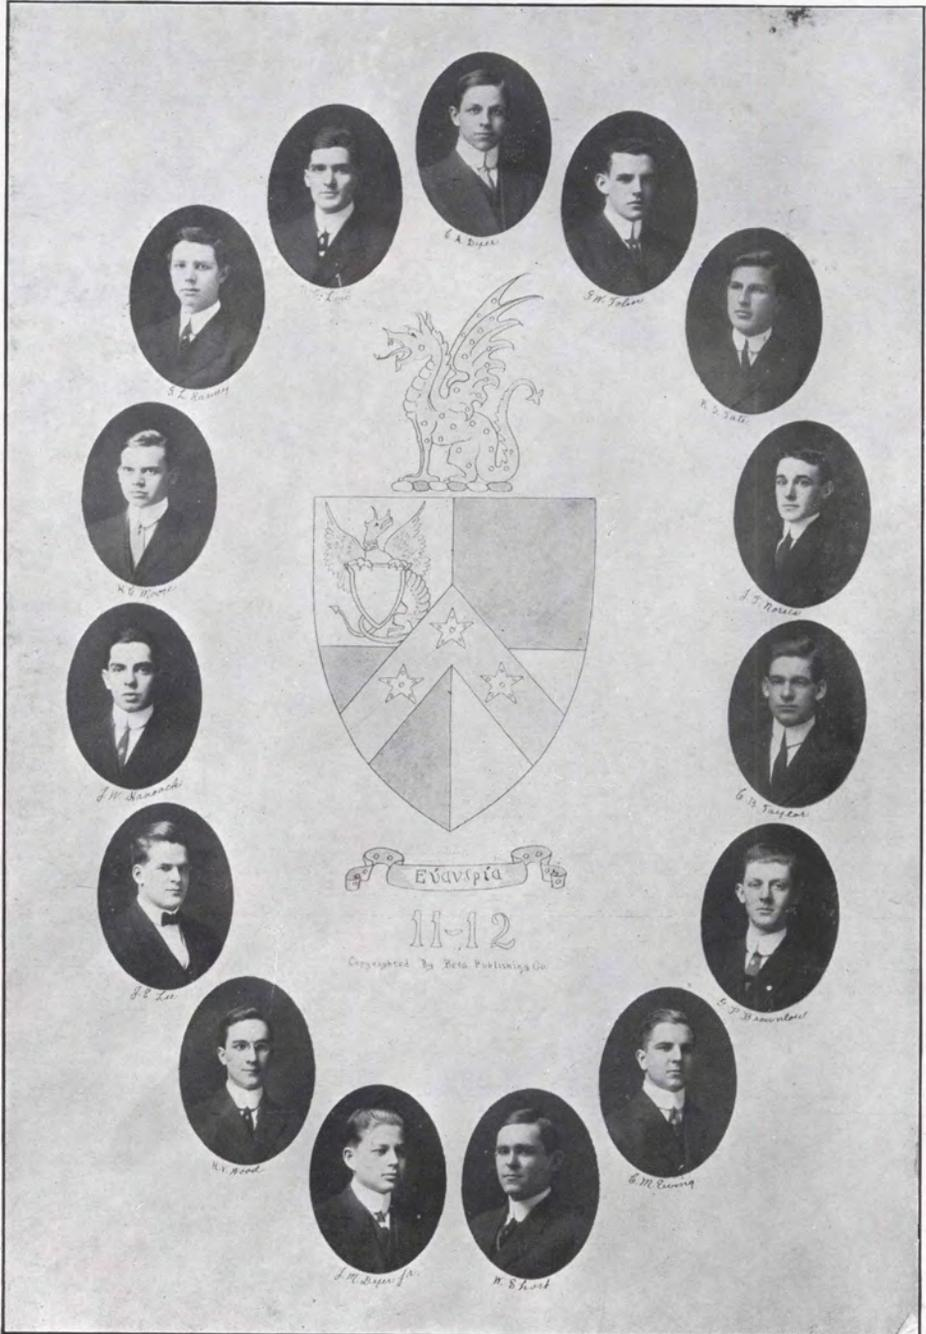 C. A. Dyer
G. W. Tolson
R. S. Tate
J. T. Norris
C. B. Taylor
G. P. Brownlow
C. M. Ewing
W. Short
J. M. Dyer Jr.
H. V. Wood
J. E. Lee
J. W. Hancock
H. G. Moore
G. L.
Εὐανδρία
11-12
Copyrighted By Beta Publishing Co.